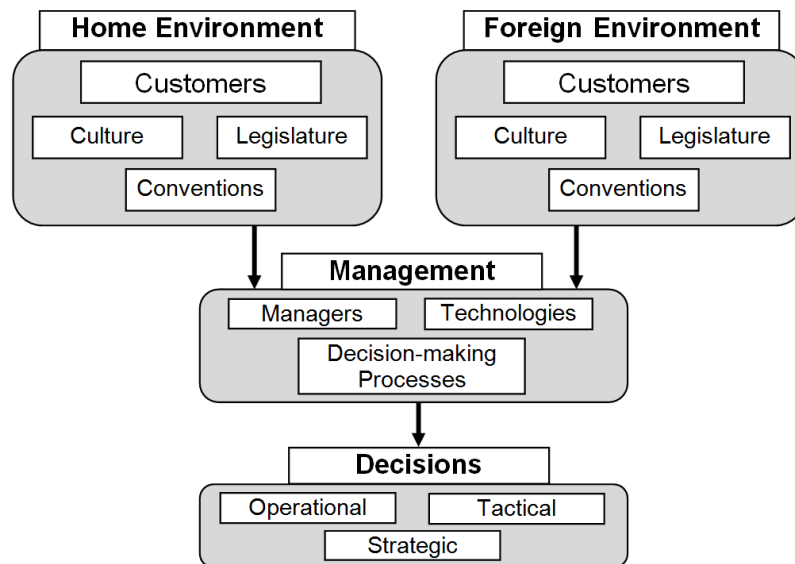 Home Environment
Customers
Culture
Legislature
Conventions
Foreign Environment
Customers
Culture
Legislature
Conventions
Management
Managers
Technologies
Decision-making
Processes
Decisions
Operational
Tactical
Strategic